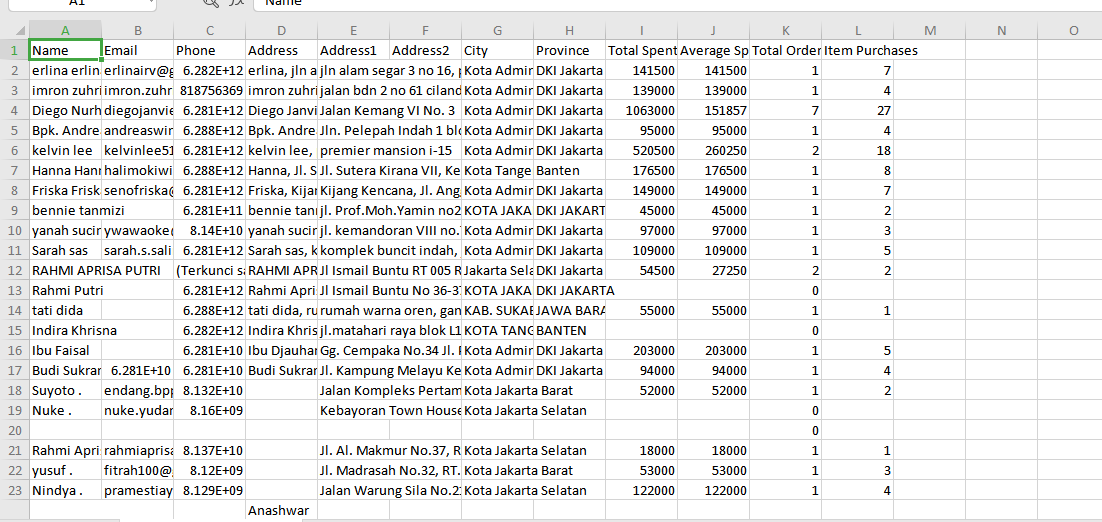 A1 fx Name
A B C D E F G H I J K L M N O
1 Name Email Phone Address Address1 Address2 City Province Total Spent Average Sp Total Order Item Purchases
2 erlina erlin erlinairv@g 6.282E+12 erlina, jln a jln alam segar 3 no 16, Kota Admir DKI Jakarta 141500 141500 1 7
3 imron zuhri imron.zuhr 818756369 imron zuhri jalan bdn 2 no 61 ciland Kota Admir DKI Jakarta 139000 139000 1 4
4 Diego Nurh diegojanvie 6.281E+12 Diego Janvi Jalan Kemang VI No. 3 Kota Admir DKI Jakarta 1063000 151857 7 27
5 Bpk. Andre andreaswir 6.288E+12 Bpk. Andre Jln. Pelepah Indah 1 blo Kota Admir DKI Jakarta 95000 95000 1 4
6 kelvin lee kelvinlee51 6.281E+12 kelvin lee, premier mansion i-15 Kota Admir DKI Jakarta 520500 260250 2 18
7 Hanna Hanr halimokiwi 6.288E+12 Hanna, Jl. S Jl. Sutera Kirana VII, Ke Kota Tange Banten 176500 176500 1 8
8 Friska Frisk senofriska@ 6.281E+12 Friska, Kijar Kijang Kencana, Jl. Ang Kota Admir DKI Jakarta 149000 149000 1 7
9 bennie tanmizi 6.281E+11 bennie tanr jl. Prof.Moh.Yamin no2 KOTA JAKA DKI JAKART 45000 45000 1 2
10 yanah sucir ywawaoke 8.14E+10 yanah sucir jl. kemandoran VIII no. Kota Admir DKI Jakarta 97000 97000 1 3
11 Sarah sas sarah.s.sali 6.281E+12 Sarah sas, k komplek buncit indah, Kota Admir DKI Jakarta 109000 109000 1 5
12 RAHMI APRISA PUTRI (Terkunci sa RAHMI APR Jl Ismail Buntu RT 005 R Jakarta Sela DKI Jakarta 54500 27250 2 2
13 Rahmi Putri 6.281E+12 Rahmi Apri Jl Ismail Buntu No 36-3 KOTA JAKA DKI JAKARTA 0
14 tati dida 6.288E+12 tati dida, ru rumah warna oren, gan KAB. SUKAB JAWA BARA 55000 55000 1 1
15 Indira Khrisna 6.282E+12 Indira Khris jl.matahari raya blok L1 KOTA TANG BANTEN 0
16 Ibu Faisal 6.281E+10 Ibu Djauhar Gg. Cempaka No.34 Jl. Kota Admir DKI Jakarta 203000 203000 1 5
17 Budi Sukrar 6.281E+10 6.281E+10 Budi Sukrar Jl. Kampung Melayu Ke Kota Admir DKI Jakarta 94000 94000 1 4
18 Suyoto . endang.bpp 8.132E+10 Jalan Kompleks Pertam Kota Jakarta Barat 52000 52000 1 2
19 Nuke . nuke.yudar 8.16E+09 Kebayoran Town House Kota Jakarta Selatan 0
20 0
21 Rahmi Apri rahmiaprisa 8.137E+10 Jl. Al. Makmur No.37, R Kota Jakarta Selatan 18000 18000 1 1
22 yusuf . fitrah100@ 8.12E+09 Jl. Madrasah No.32, RT. Kota Jakarta Barat 53000 53000 1 3
23 Nindya . pramestiay 8.129E+09 Jalan Warung Sila No.2 Kota Jakarta Selatan 122000 122000 1 4
Anashwar